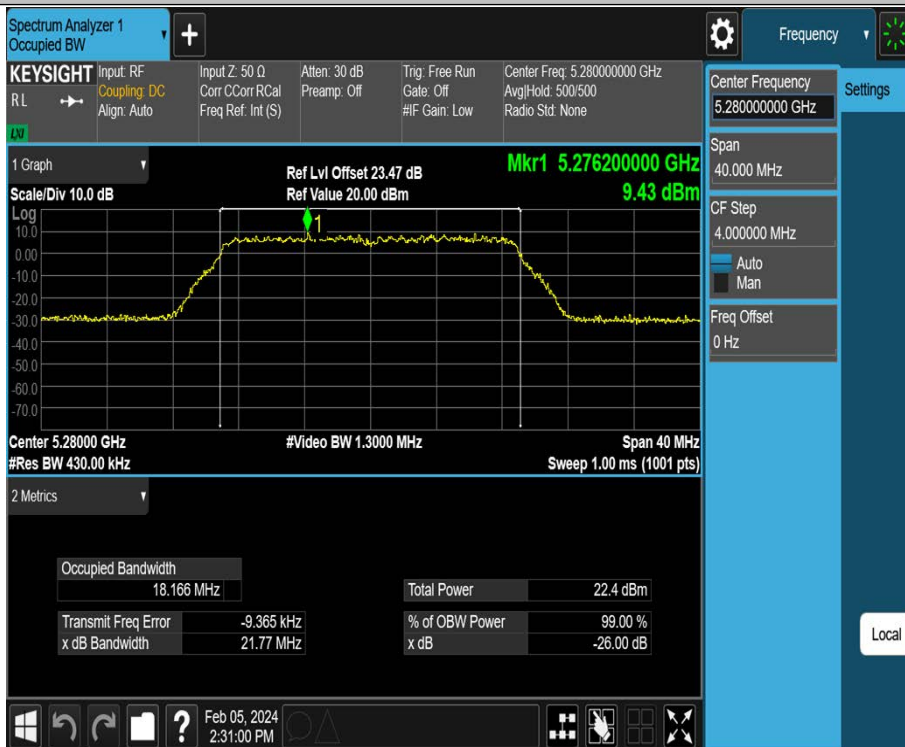 Spectrum Analyzer 1
Occupied BW
+
Frequency
KEYSIGHT
RL
LXI
Input: RF
Coupling: DC
Align: Auto
Input Z: 50 Ω
Corr CCorr RCal
Freq Ref: Int (S)
Atten: 30 dB
Preamp: Off
Trig: Free Run
Gate: Off
#IF Gain: Low
Center Freq: 5.280000000 GHz
Avg|Hold: 500/500
Radio Std: None
Center Frequency
5.280000000 GHz
Settings
Span
40.000 MHz
CF Step
4.000000 MHz
Auto
Man
Freq Offset
0 Hz
1 Graph
Scale/Div 10.0 dB
Ref Lvl Offset 23.47 dB
Ref Value 20.00 dBm
Mkr1 5.276200000 GHz
9.43 dBm
Log
1
10.0
0.00
-10.0
-20.0
-30.0
-40.0
-50.0
-60.0
-70.0
Center 5.28000 GHz
#Video BW 1.3000 MHz
Span 40 MHz
#Res BW 430.00 kHz
Sweep 1.00 ms (1001 pts)
2 Metrics
Occupied Bandwidth
18.166 MHz
Total Power 22.4 dBm
Transmit Freq Error -9.365 kHz
% of OBW Power 99.00 %
x dB Bandwidth 21.77 MHz
x dB -26.00 dB
Local
?
Feb 05, 2024
2:31:00 PM